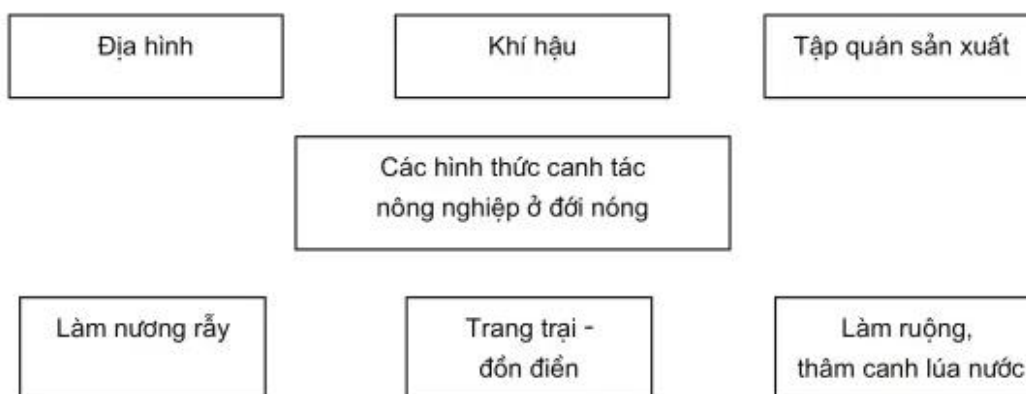 Địa hình
Khí hậu
Tập quán sản xuất
Các hình thức canh tác
nông nghiệp ở đới nóng
Làm nương rẫy
Trang trại -
đồn điền
Làm ruộng,
thâm canh lúa nước